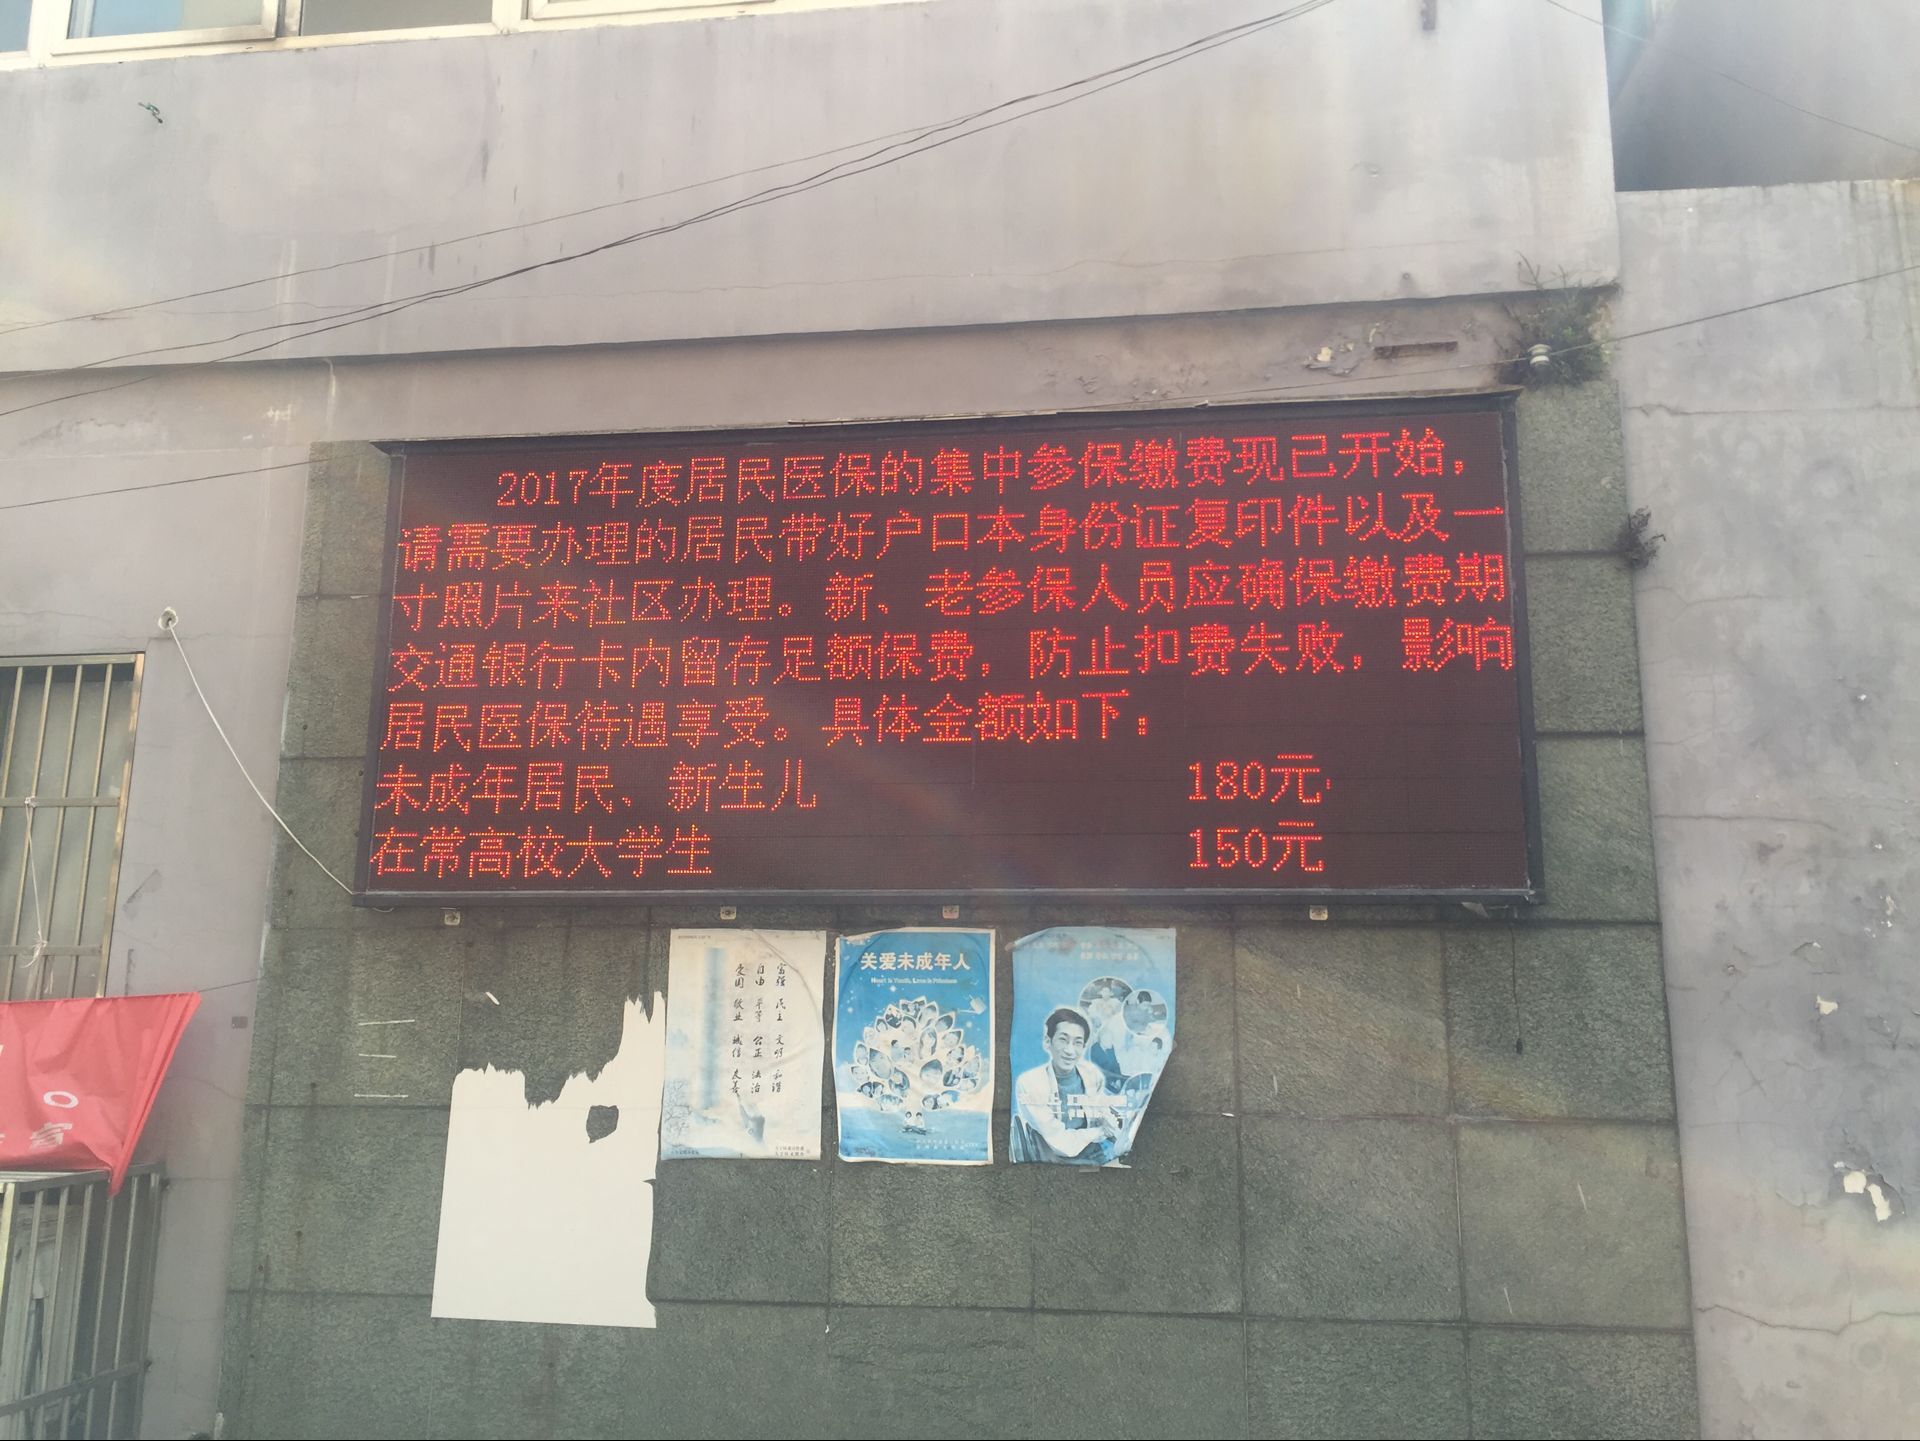 2017年度居民医保的集中参保缴费现已开始，
请需要办理的居民带好户口本身份证复印件以及一
寸照片来社区办理。新、老参保人员应确保缴费期
交通银行卡内留存足额保费，防止扣费失败，影响
居民医保待遇享受。具体金额如下：
未成年居民、新生儿 180元
在常高校大学生 150元
富强 民主 文明 和谐
自由 平等 公正 法治
爱国 敬业 诚信 友善
关爱未成年人